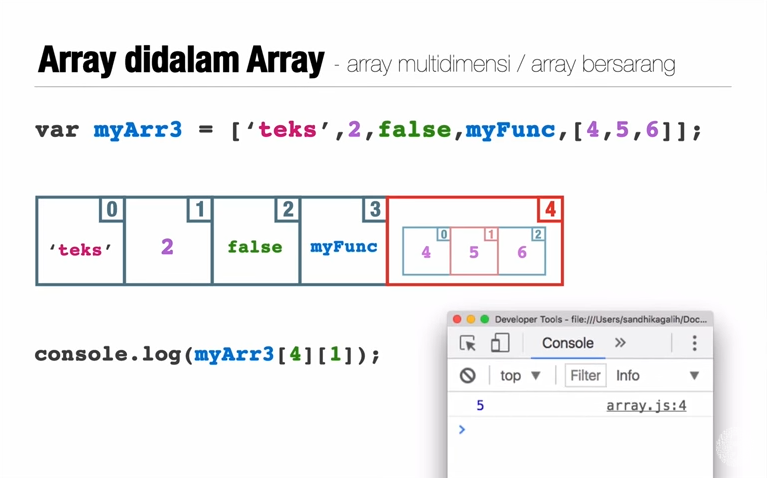 Array didalam Array - array multidimensi / array bersarang
var myArr3 = [‘teks’,2,false,myFunc,[4,5,6]];
0 1 2 3 4
0 1 2
‘teks’ 2 false myFunc 4 5 6
Developer Tools - file:///Users/sandhikagalih/Doc...
Console »
console.log(myArr3[4][1]);
top ▼ Filter Info ▼
5 array.js:4
>